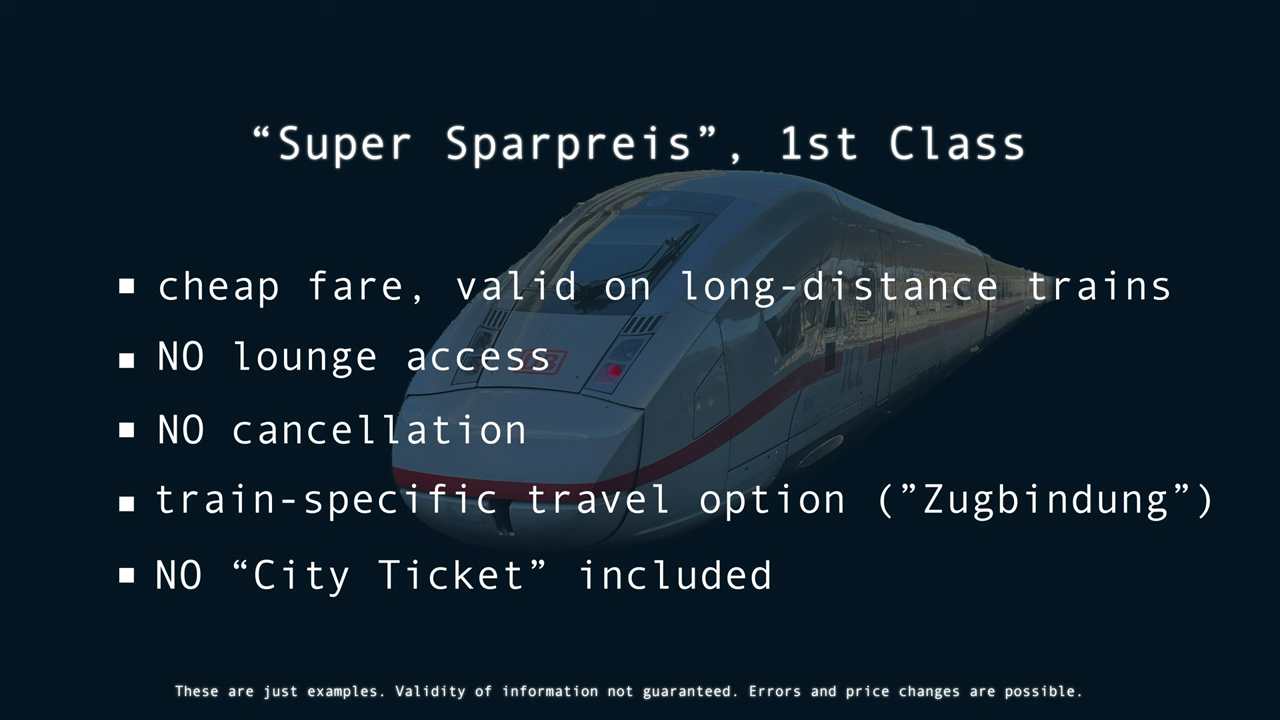 “Super Sparpreis”, 1st Class
▪ cheap fare, valid on long-distance trains
▪ NO lounge access
▪ NO cancellation
▪ train-specific travel option (”Zugbindung”)
▪ NO “City Ticket” included
These are just examples. Validity of information not guaranteed. Errors and price changes are possible.